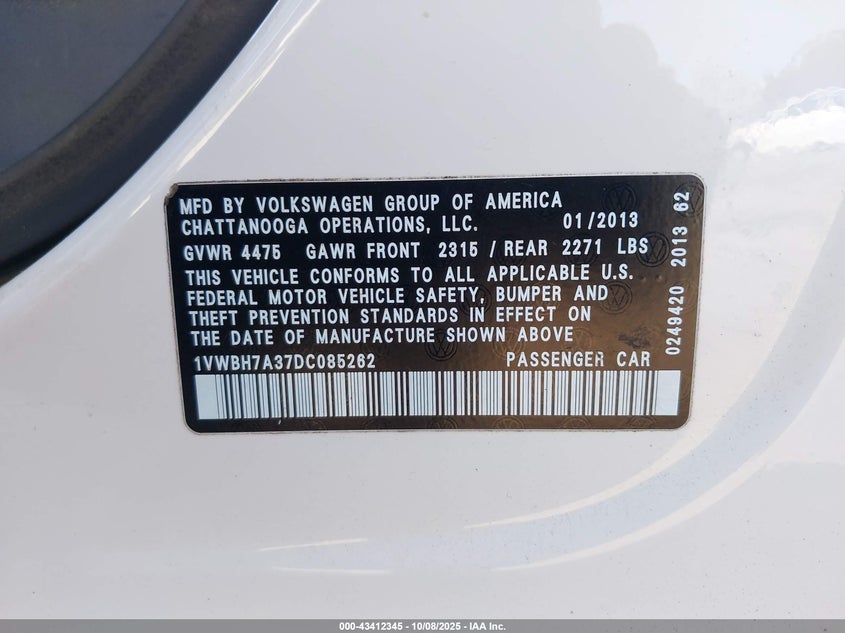 MFD BY VOLKSWAGEN GROUP OF AMERICA
CHATTANOOGA OPERATIONS, LLC. 01/2013
GVWR 4475 GAWR FRONT 2315 / REAR 2271 LBS
THIS VEHICLE CONFORMS TO ALL APPLICABLE U.S.
FEDERAL MOTOR VEHICLE SAFETY, BUMPER AND
THEFT PREVENTION STANDARDS IN EFFECT ON
THE DATE OF MANUFACTURE SHOWN ABOVE
1VWBH7A37DC085262 PASSENGER CAR
0249420 2013 62
000-43412345 - 10/08/2025 - IAA Inc.